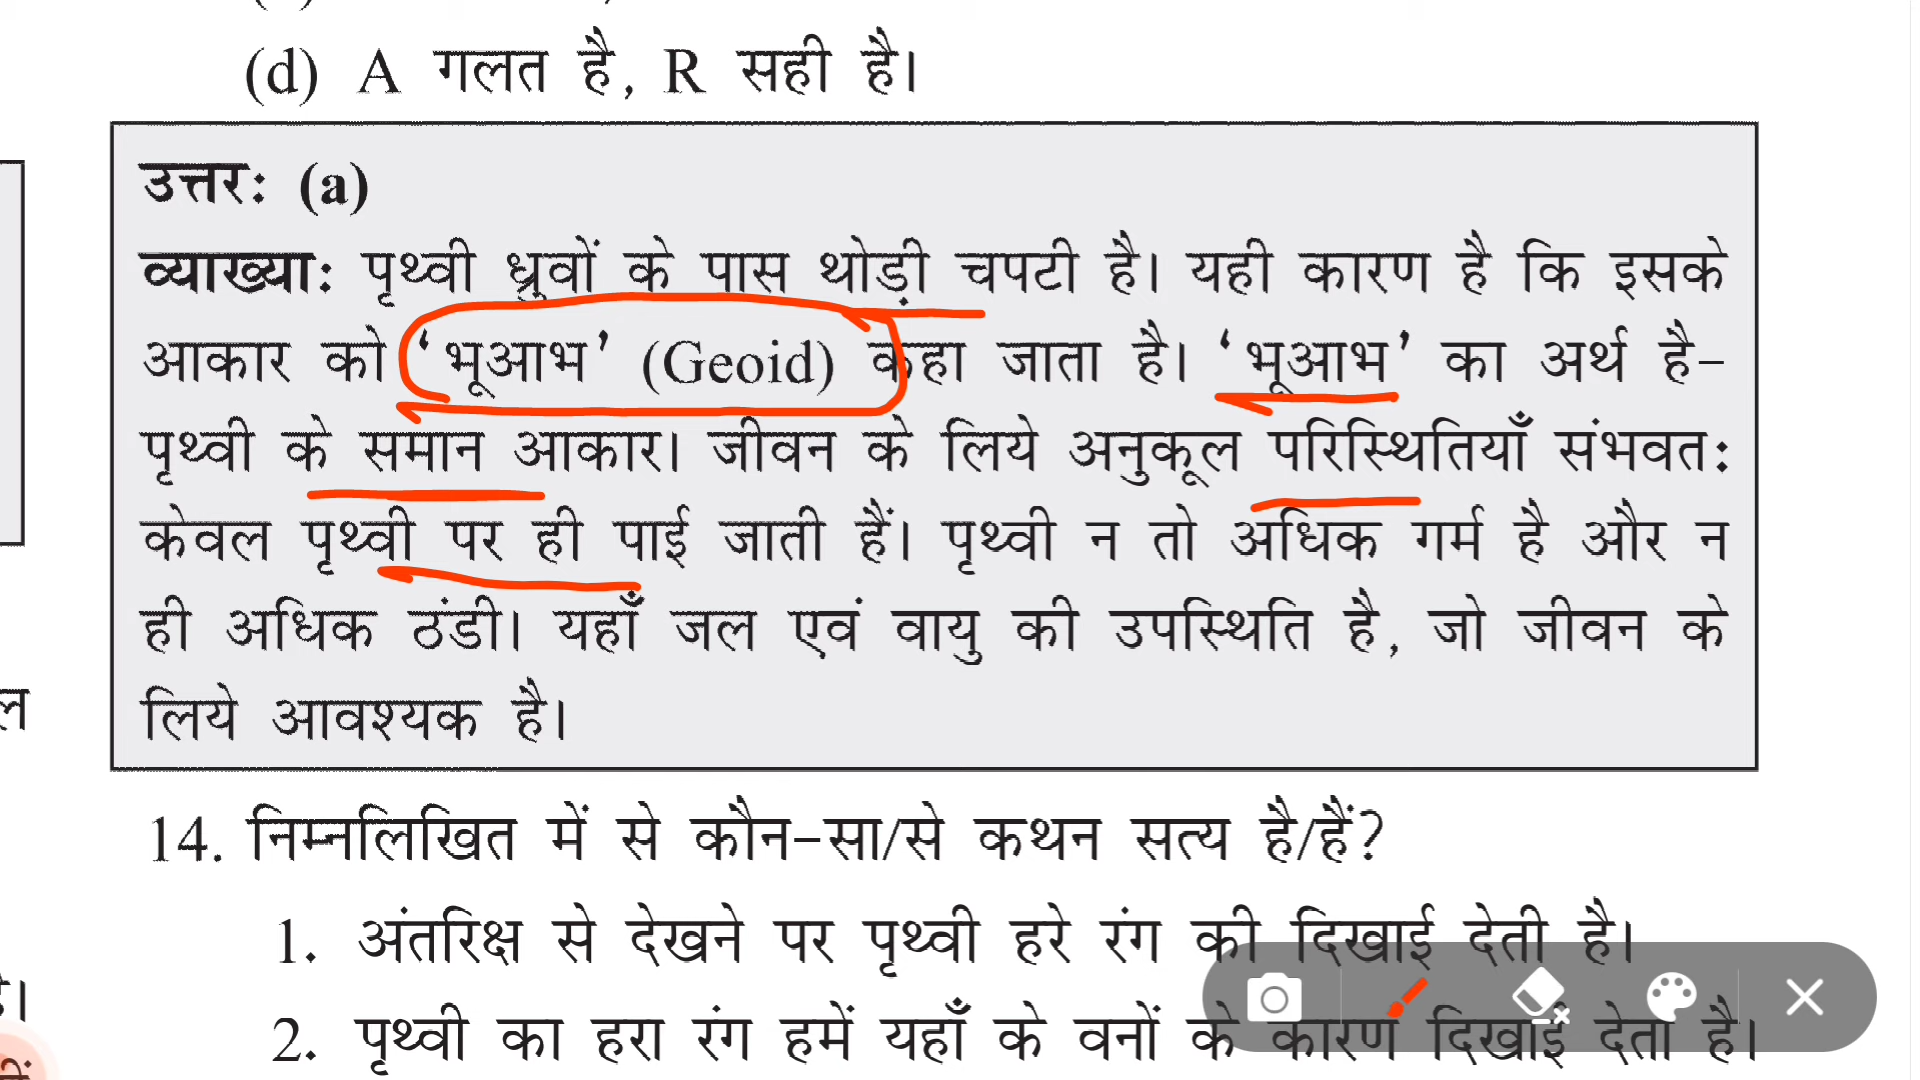 (d) A गलत है, R सही है।
उत्तर: (a)
व्याख्या: पृथ्वी ध्रुवों के पास थोड़ी चपटी है। यही कारण है कि इसके
आकार को ‘भूआभ’ (Geoid) कहा जाता है। ‘भूआभ’ का अर्थ है-
पृथ्वी के समान आकार। जीवन के लिये अनुकूल परिस्थितियाँ संभवत:
केवल पृथ्वी पर ही पाई जाती हैं। पृथ्वी न तो अधिक गर्म है और न
ही अधिक ठंडी। यहाँ जल एवं वायु की उपस्थिति है, जो जीवन के
लिये आवश्यक है।
14. निम्नलिखित में से कौन-सा/से कथन सत्य है/हैं?
1. अंतरिक्ष से देखने पर पृथ्वी हरे रंग की दिखाई देती है।
2. पृथ्वी का हरा रंग हमें यहाँ के वनों के कारण दिखाई देता है।